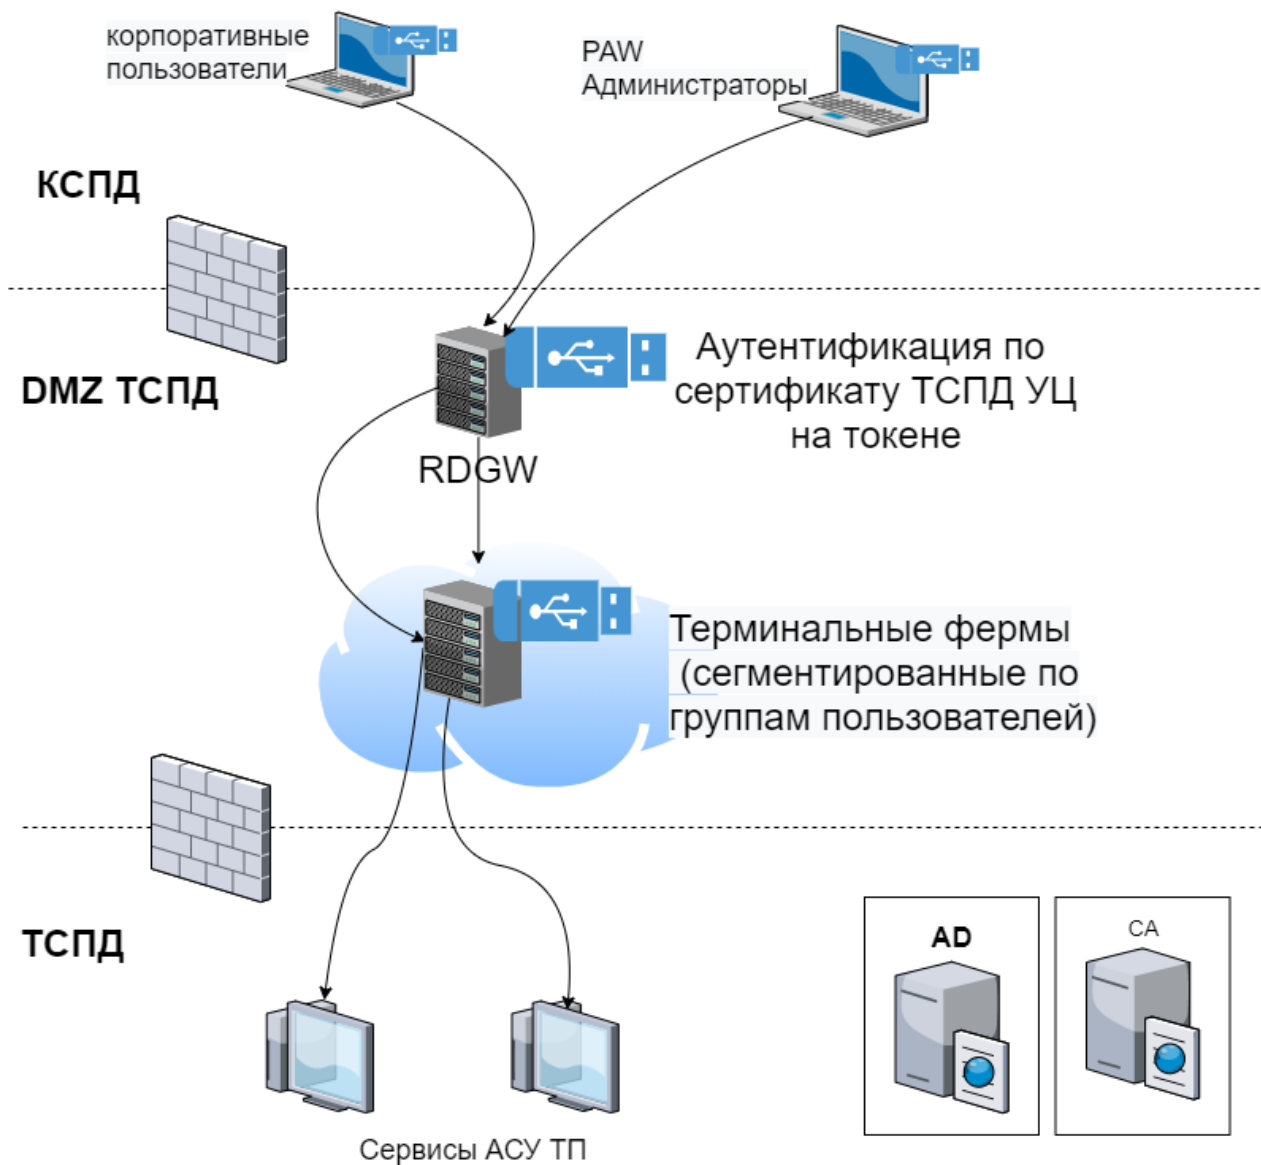 корпоративные
пользователи
PAW
Администраторы
КСПД
DMZ ТСПД
Аутентификация по
сертификату ТСПД УЦ
на токене
RDGW
Терминальные фермы
(сегментированные по
группам пользователей)
ТСПД
AD
CA
Сервисы АСУ ТП